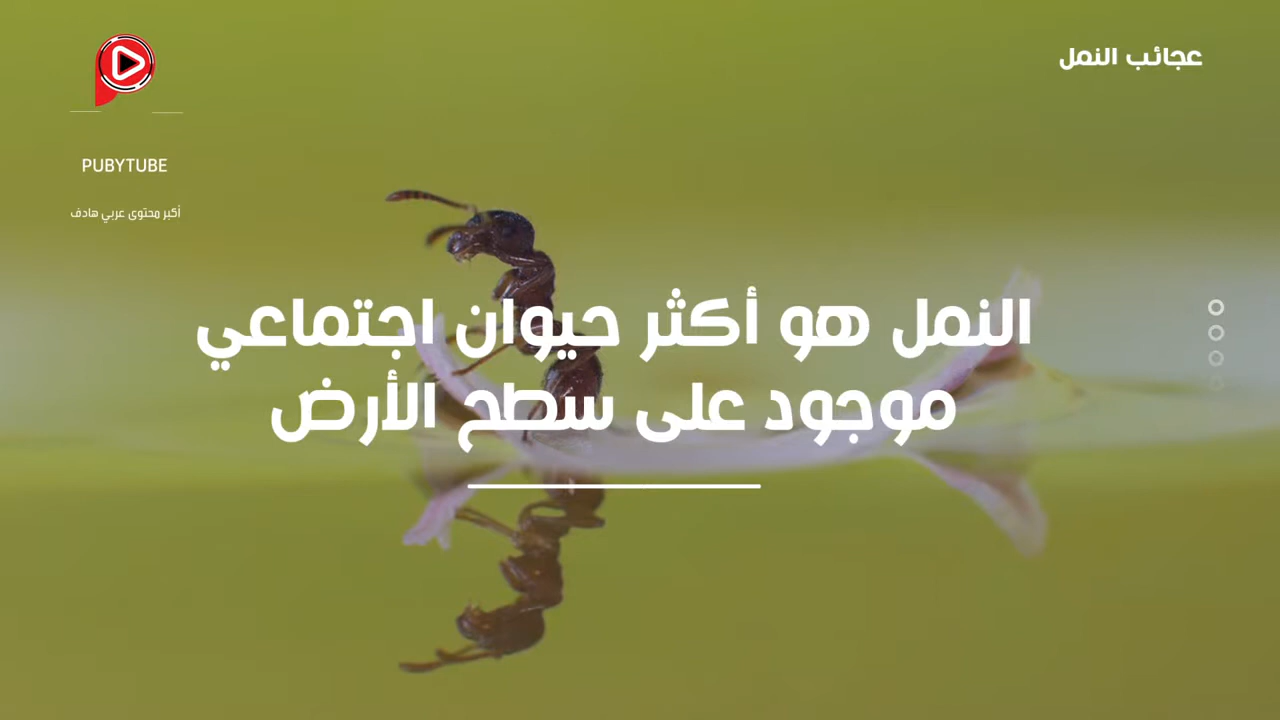 عجائب النمل
PUBYTUBE
أكبر محتوى عربي هادف
النمل هو أكثر حيوان اجتماعي
موجود على سطح الأرض